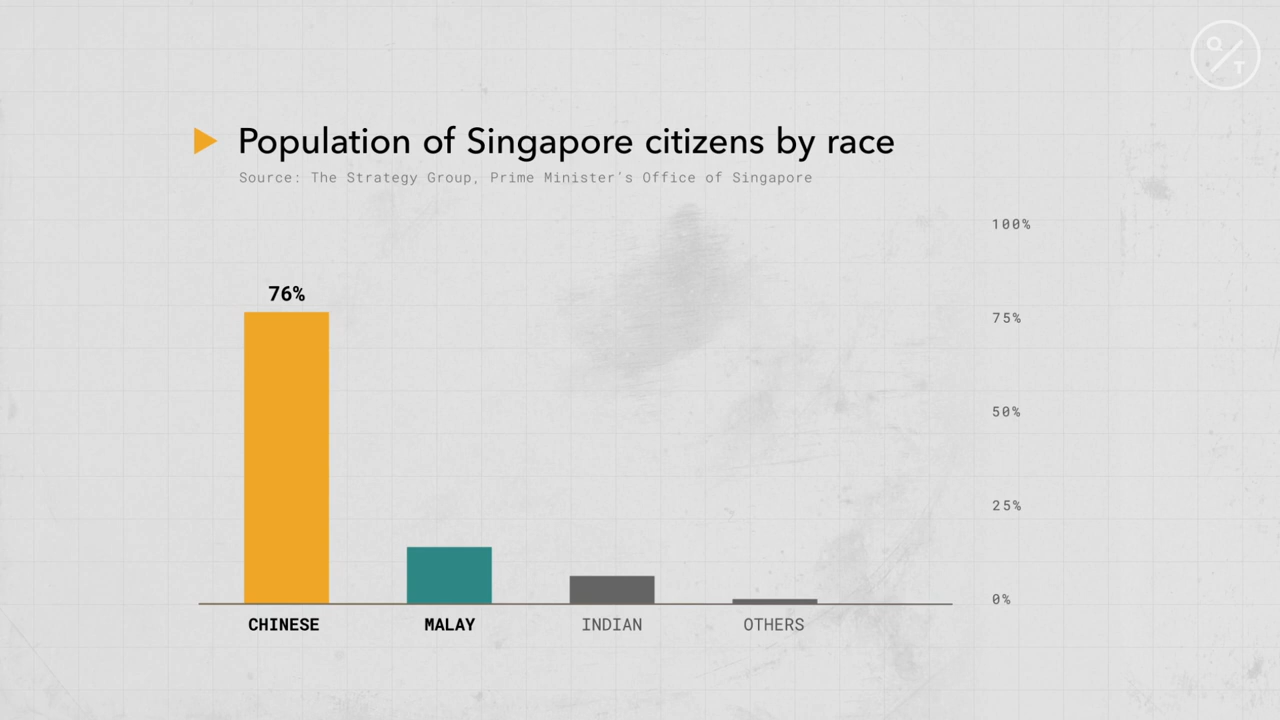 Q
T
Population of Singapore citizens by race
Source: The Strategy Group, Prime Minister's Office of Singapore
100%
76%
75%
50%
25%
0%
CHINESE MALAY INDIAN OTHERS